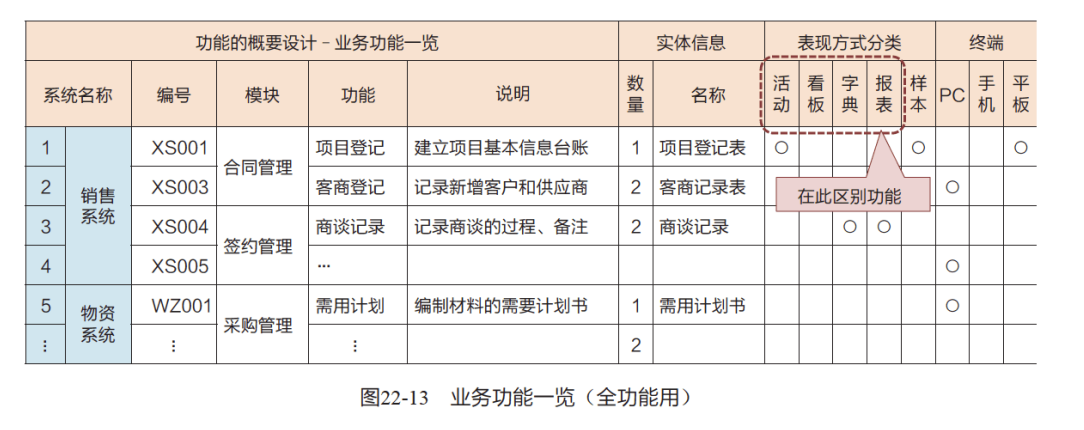 功能的概要设计－业务功能一览 实体信息 表现方式分类 终端
系统名称 编号 模块 功能 说明 数量 名称 活动 看板 字典 报表 样本 PC 手机 平板
1 销售系统 XS001 合同管理 项目登记 建立项目基本信息台账 1 项目登记表 ○ ○ ○
2 XS003 客商登记 记录新增客户和供应商 2 客商记录表 ○
在此区别功能
3 XS004 签约管理 商谈记录 记录商谈的过程、备注 2 商谈记录 ○ ○
4 XS005 … ○
5 物资系统 WZ001 采购管理 需用计划 编制材料的需要计划书 1 需用计划书 ○
⋮ ⋮ ⋮ 2
图22-13 业务功能一览（全功能用）